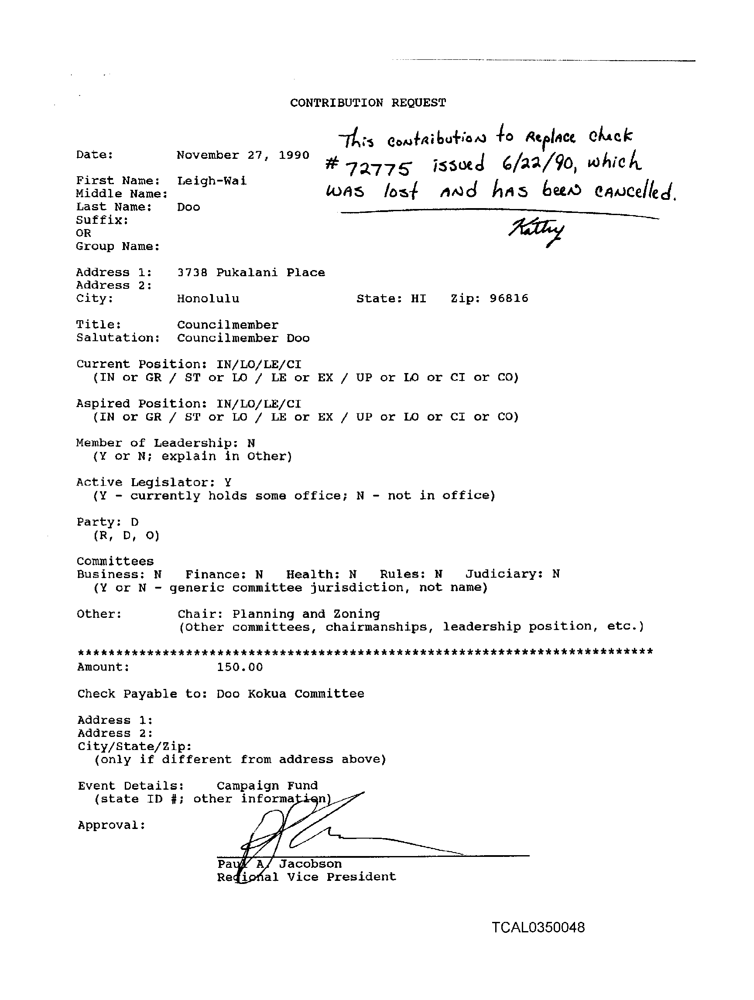 CONTRIBUTION REQUEST
This contribution to Replace check
# 72775 issued 6/22/90, which
was lost and has been cancelled.
Kathy
Date: November 27, 1990
First Name: Leigh-Wai
Middle Name:
Last Name: Doo
Suffix:
OR
Group Name:
Address 1: 3738 Pukalani Place
Address 2:
City: Honolulu State: HI Zip: 96816
Title: Councilmember
Salutation: Councilmember Doo
Current Position: IN/LO/LE/CI
(IN or GR / ST or LO / LE or EX / UP or LO or CI or CO)
Aspired Position: IN/LO/LE/CI
(IN or GR / ST or LO / LE or EX / UP or LO or CI or CO)
Member of Leadership: N
(Y or N; explain in Other)
Active Legislator: Y
(Y - currently holds some office; N - not in office)
Party: D
(R, D, O)
Committees
Business: N Finance: N Health: N Rules: N Judiciary: N
(Y or N - generic committee jurisdiction, not name)
Other: Chair: Planning and Zoning
(Other committees, chairmanships, leadership position, etc.)
***************************************************************************
Amount: 150.00
Check Payable to: Doo Kokua Committee
Address 1:
Address 2:
City/State/Zip:
(only if different from address above)
Event Details: Campaign Fund
(state ID #; other information)
Approval:
Paul A. Jacobson
Regional Vice President
TCAL0350048